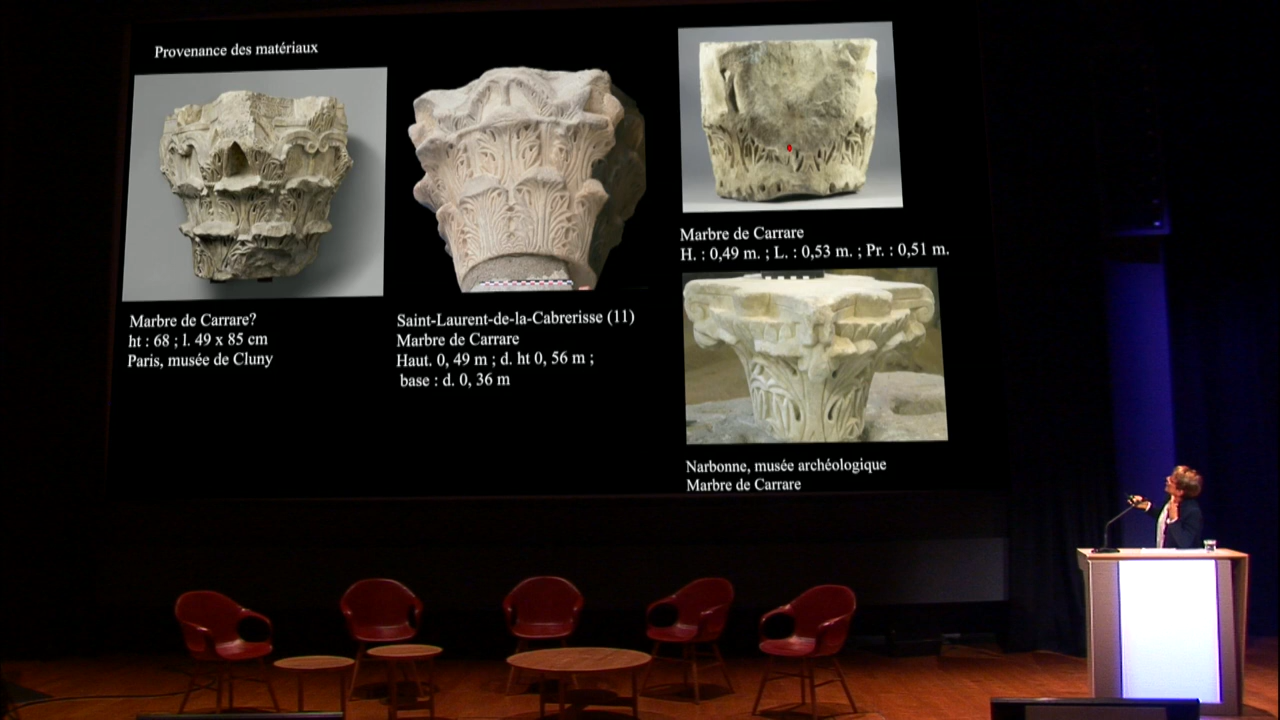 Provenance des matériaux
Marbre de Carrare?
ht : 68 ; l. 49 x 85 cm
Paris, musée de Cluny
Saint-Laurent-de-la-Cabrerisse (11)
Marbre de Carrare
Haut. 0, 49 m ; d. ht 0, 56 m ;
base : d. 0, 36 m
Marbre de Carrare
H. : 0,49 m. ; L. : 0,53 m. ; Pr. : 0,51 m.
Narbonne, musée archéologique
Marbre de Carrare